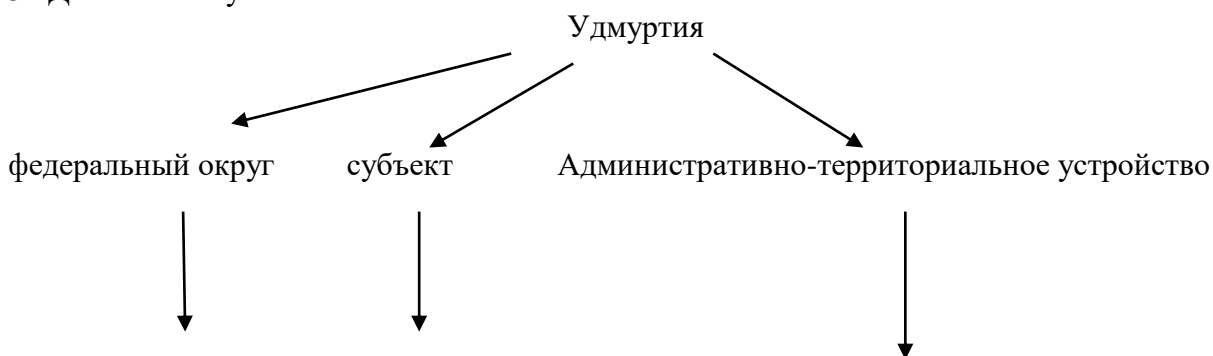 Удмуртия
федеральный округ субъект Административно-территориальное устройство